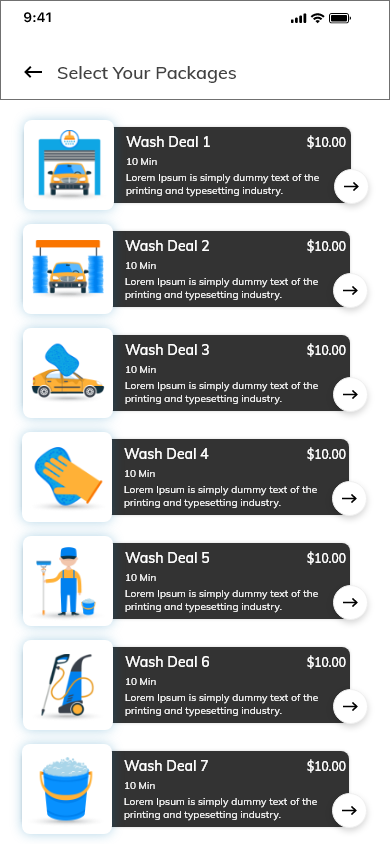 9:41
Select Your Packages
Wash Deal 1 $10.00
10 Min
Lorem Ipsum is simply dummy text of the
printing and typesetting industry.
Wash Deal 2 $10.00
10 Min
Lorem Ipsum is simply dummy text of the
printing and typesetting industry.
Wash Deal 3 $10.00
10 Min
Lorem Ipsum is simply dummy text of the
printing and typesetting industry.
Wash Deal 4 $10.00
10 Min
Lorem Ipsum is simply dummy text of the
printing and typesetting industry.
Wash Deal 5 $10.00
10 Min
Lorem Ipsum is simply dummy text of the
printing and typesetting industry.
Wash Deal 6 $10.00
10 Min
Lorem Ipsum is simply dummy text of the
printing and typesetting industry.
Wash Deal 7 $10.00
10 Min
Lorem Ipsum is simply dummy text of the
printing and typesetting industry.